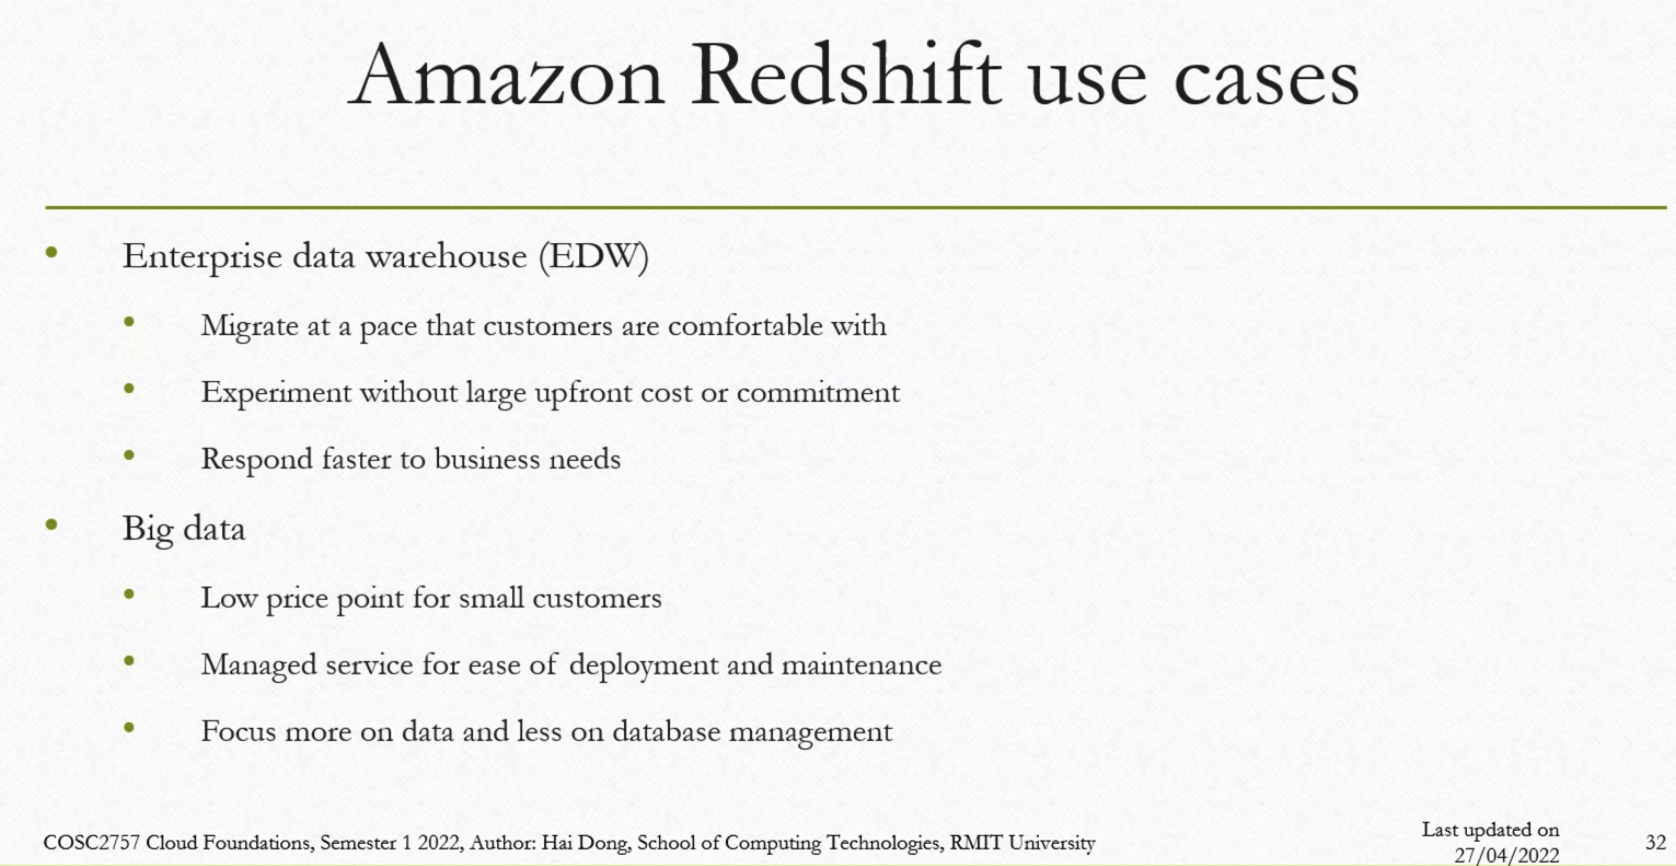 Amazon Redshift use cases
• Enterprise data warehouse (EDW)
• Migrate at a pace that customers are comfortable with
• Experiment without large upfront cost or commitment
• Respond faster to business needs
• Big data
• Low price point for small customers
• Managed service for ease of deployment and maintenance
• Focus more on data and less on database management
COSC2757 Cloud Foundations, Semester 1 2022, Author: Hai Dong, School of Computing Technologies, RMIT University
Last updated on
27/04/2022
32